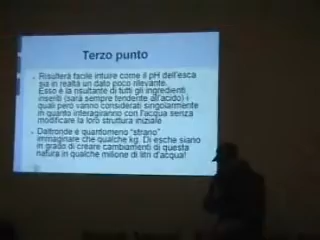 Terzo punto
Risulterà facile intuire come il pH dell'esca
sia in realtà un dato poco rilevante.
Esso è la risultante di tutti gli ingredienti
inseriti (sarà sempre tendente all'acido) i
quali però vanno considerati singolarmente
in quanto interagiranno con l'acqua senza
modificare la loro struttura iniziale
Daltronde è quantomeno "strano"
immaginare che qualche kg. Di esche siano
in grado di creare cambiamenti di questa
natura in qualche milione di litri d'acqua!